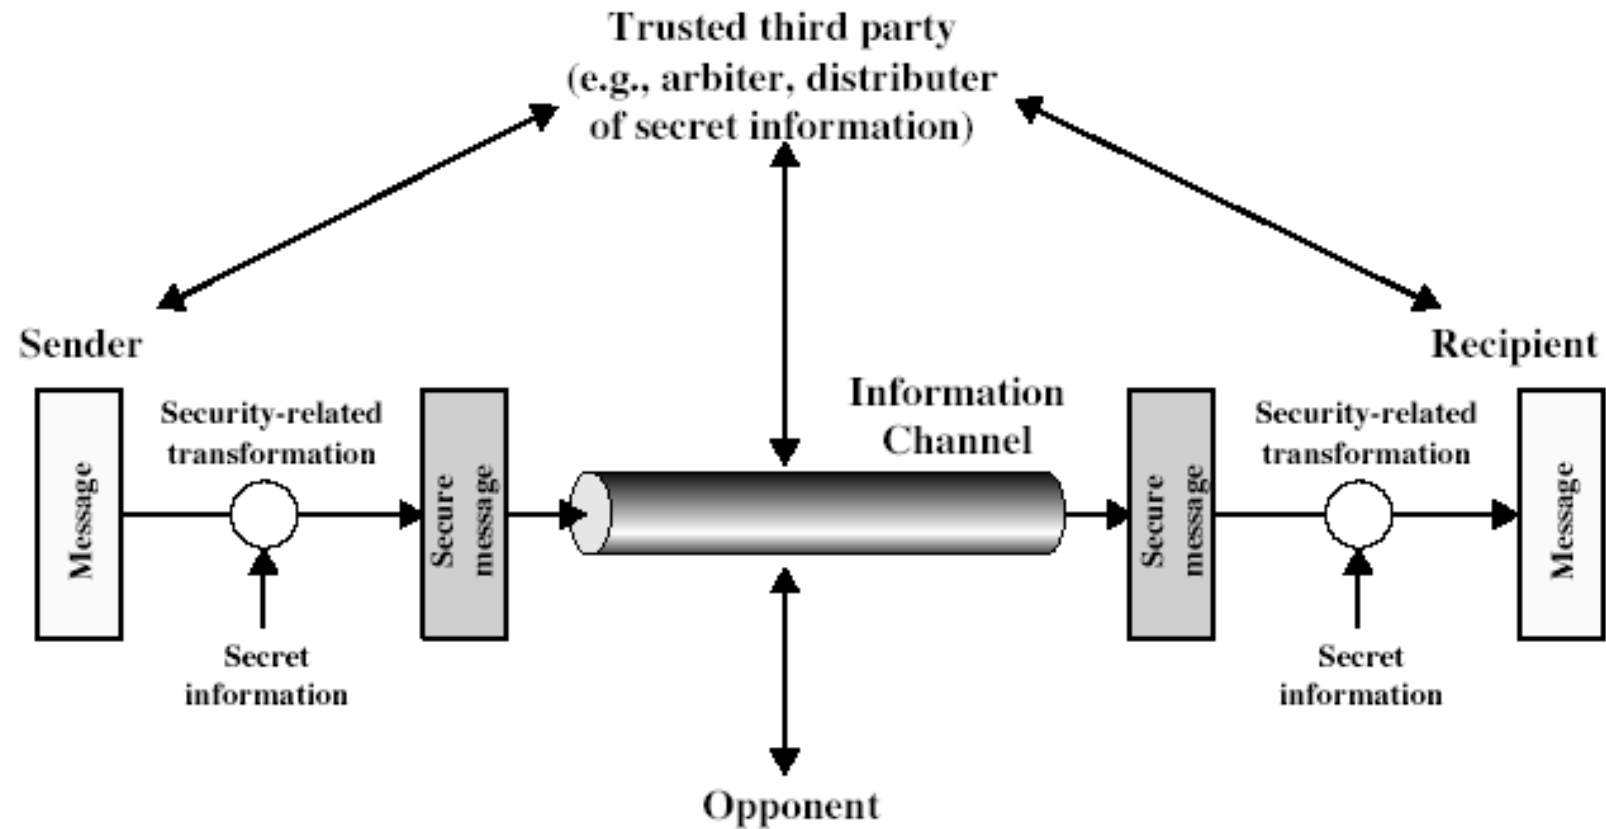 Trusted third party
(e.g., arbiter, distributer
of secret information)
Sender
Recipient
Information
Channel
Security-related
transformation
Security-related
transformation
Message
Secure
message
Secure
message
Message
Secret
information
Secret
information
Opponent